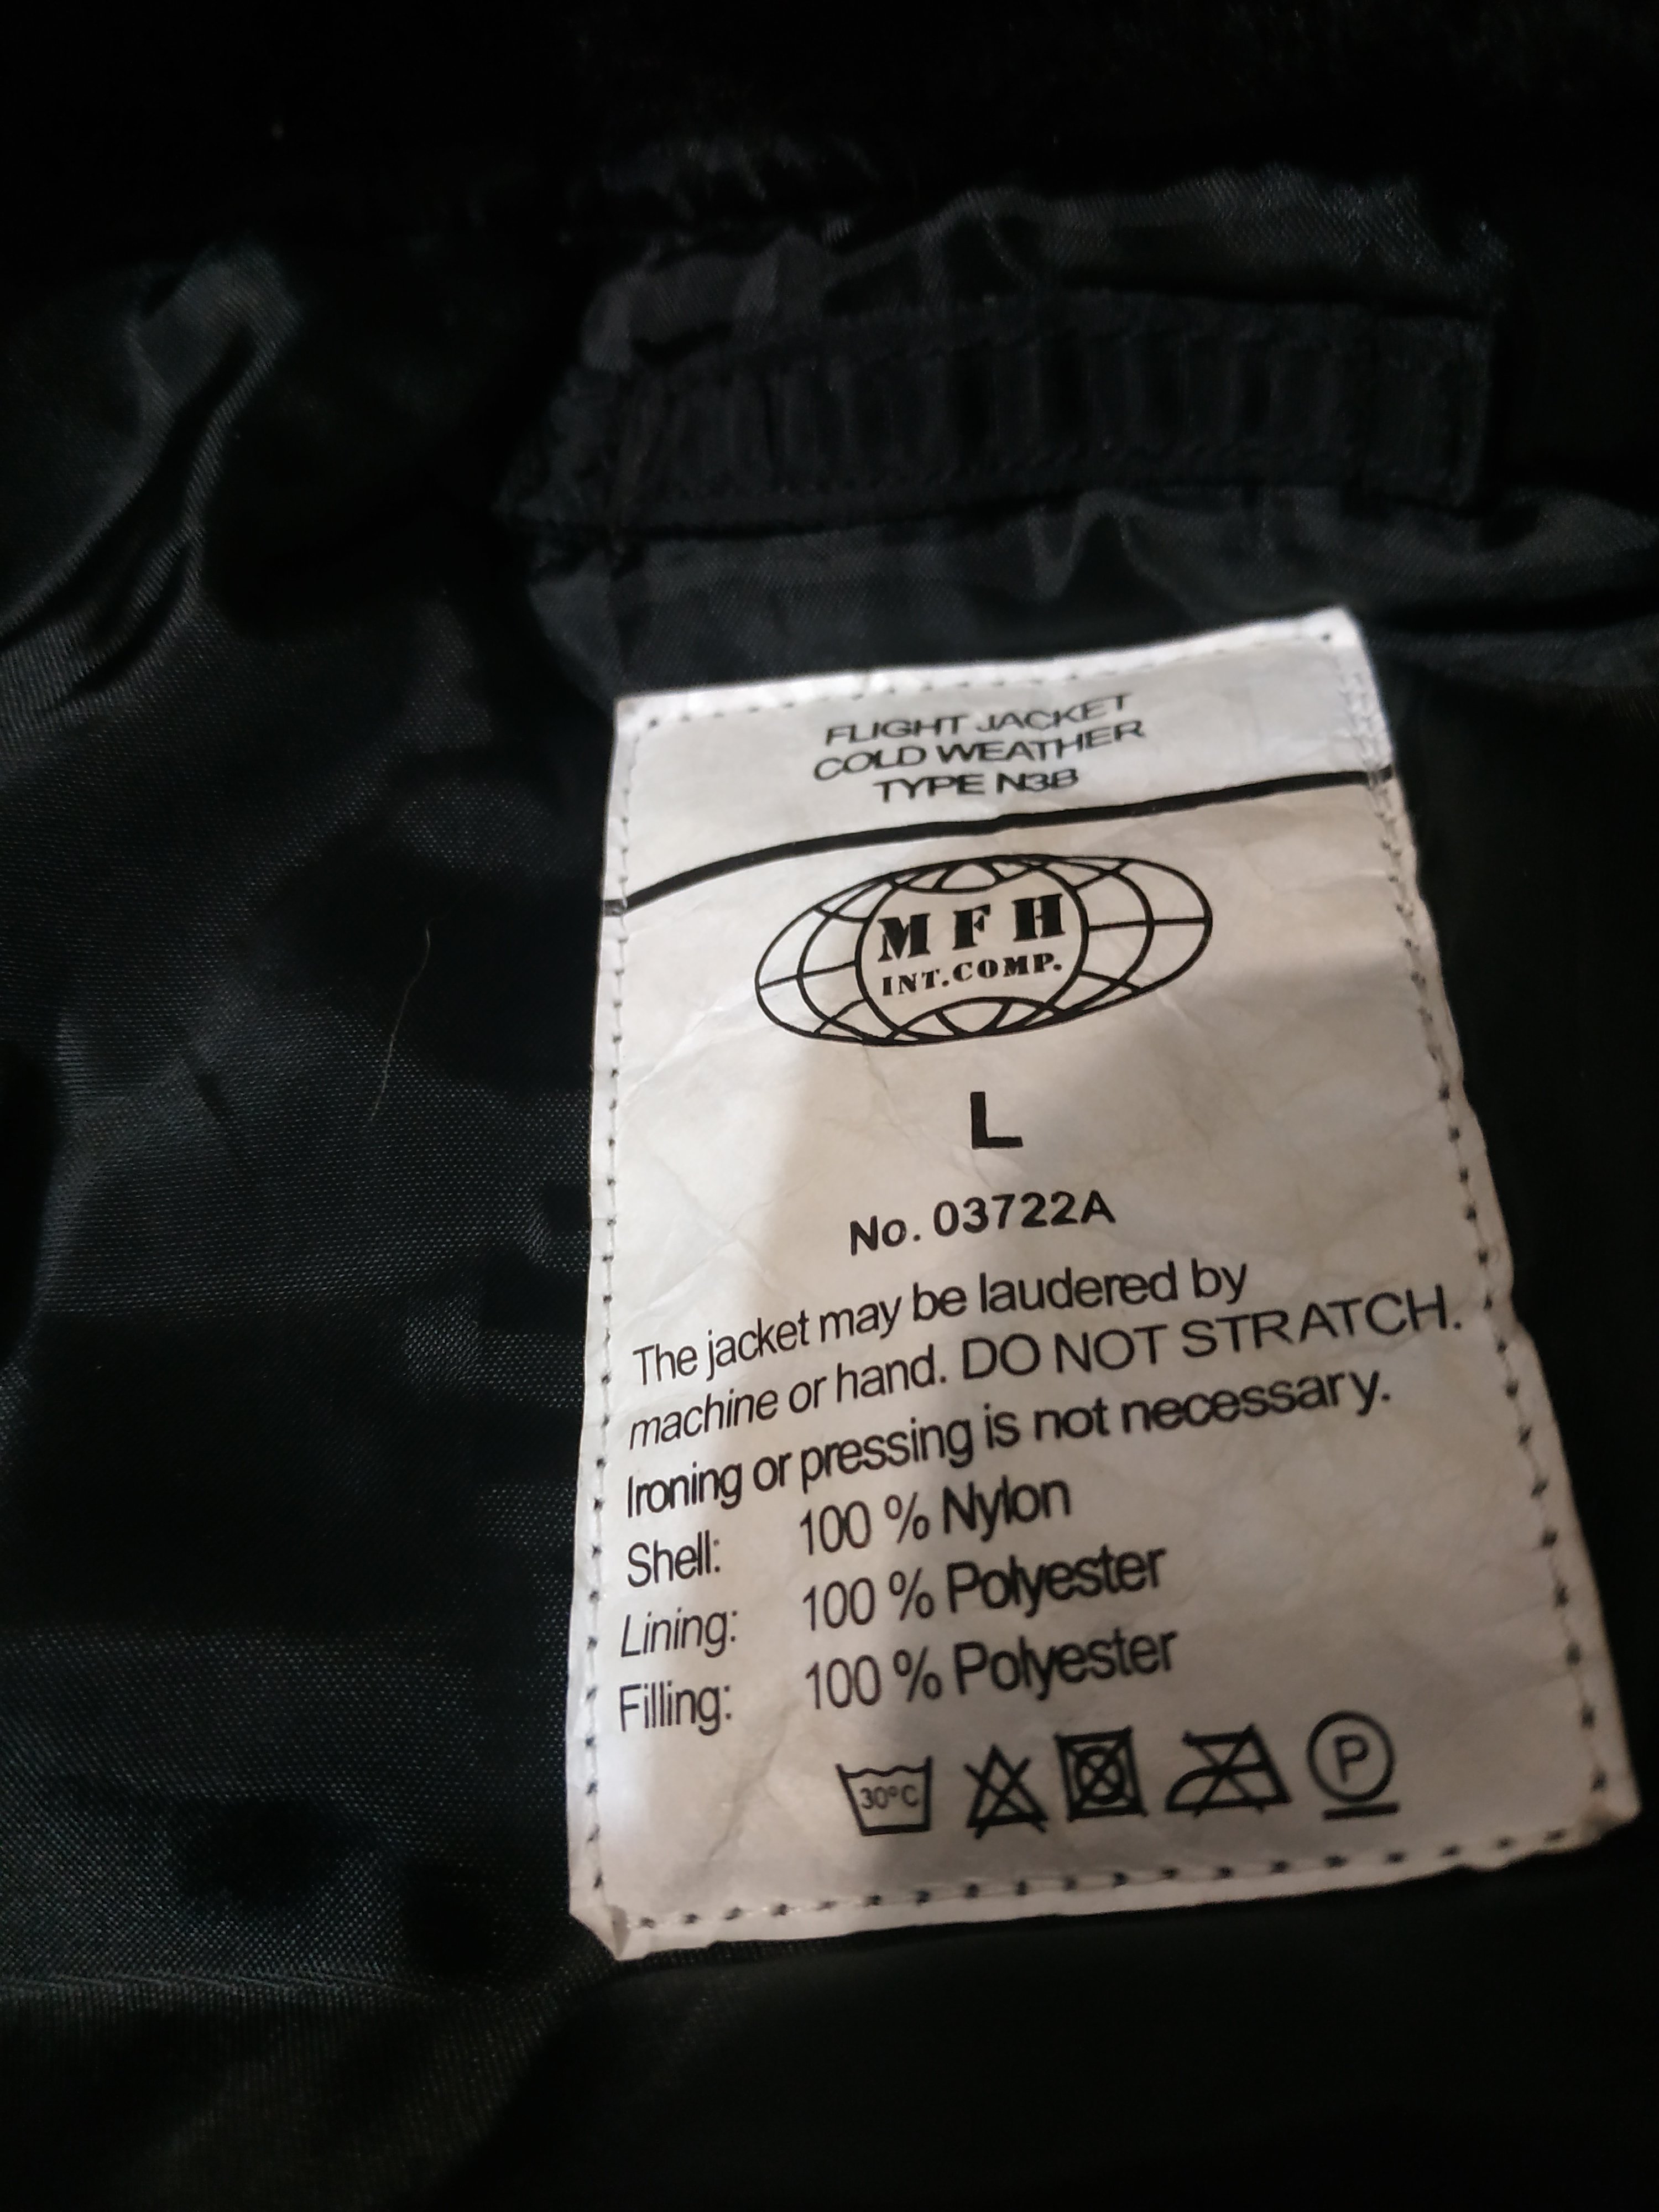 FLIGHT JACKET
COLD WEATHER
TYPE N3B
MFH
INT.COMP.
L
No. 03722A
The jacket may be laudered by
machine or hand. DO NOT STRATCH.
Ironing or pressing is not necessary.
Shell: 100 % Nylon
Lining: 100 % Polyester
Filling: 100 % Polyester
30°C P